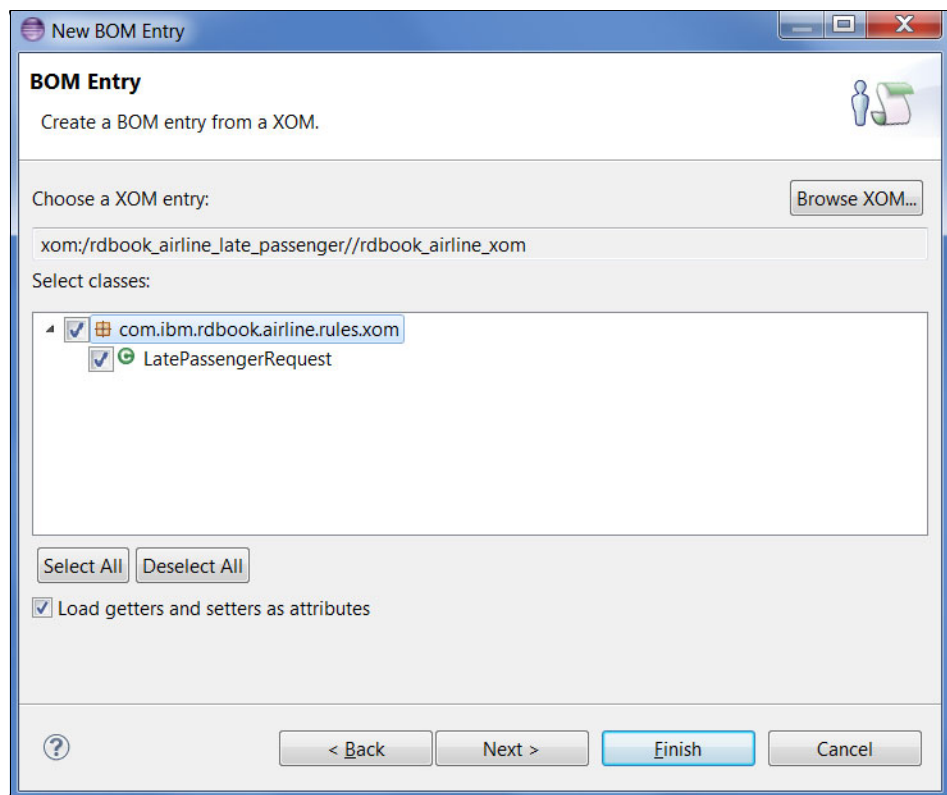 New BOM Entry
BOM Entry
Create a BOM entry from a XOM.
Choose a XOM entry:
Browse XOM...
xom:/rdbook_airline_late_passenger//rdbook_airline_xom
Select classes:
com.ibm.rdbook.airline.rules.xom
LatePassengerRequest
Select All Deselect All
Load getters and setters as attributes
? < Back Next > Finish Cancel